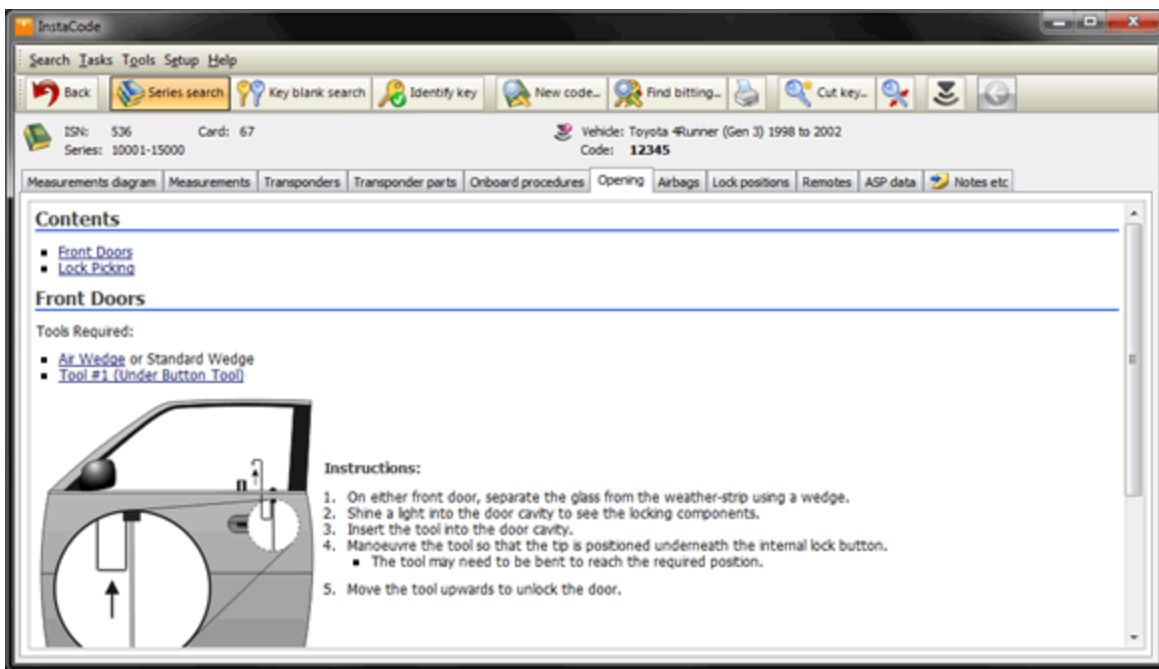 InstaCode
Search Tasks Tools Setup Help
Back Series search Key blank search Identify key New code... Find bitting... Cut key...
ISN: 536 Card: 67 Vehicle: Toyota 4Runner (Gen 3) 1998 to 2002
Series: 10001-15000 Code: 12345
Measurements diagram Measurements Transponders Transponder parts Onboard procedures Opening Airbags Lock positions Remotes ASP data Notes etc
Contents
Front Doors
Lock Picking
Front Doors
Tools Required:
Air Wedge or Standard Wedge
Tool #1 (Under Button Tool)
Instructions:
1. On either front door, separate the glass from the weather-strip using a wedge.
2. Shine a light into the door cavity to see the locking components.
3. Insert the tool into the door cavity.
4. Manoeuvre the tool so that the tip is positioned underneath the internal lock button.
The tool may need to be bent to reach the required position.
5. Move the tool upwards to unlock the door.